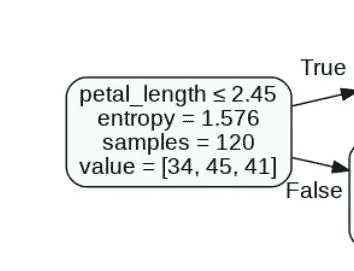 True
petal_length ≤ 2.45
entropy = 1.576
samples = 120
value = [34, 45, 41]
False